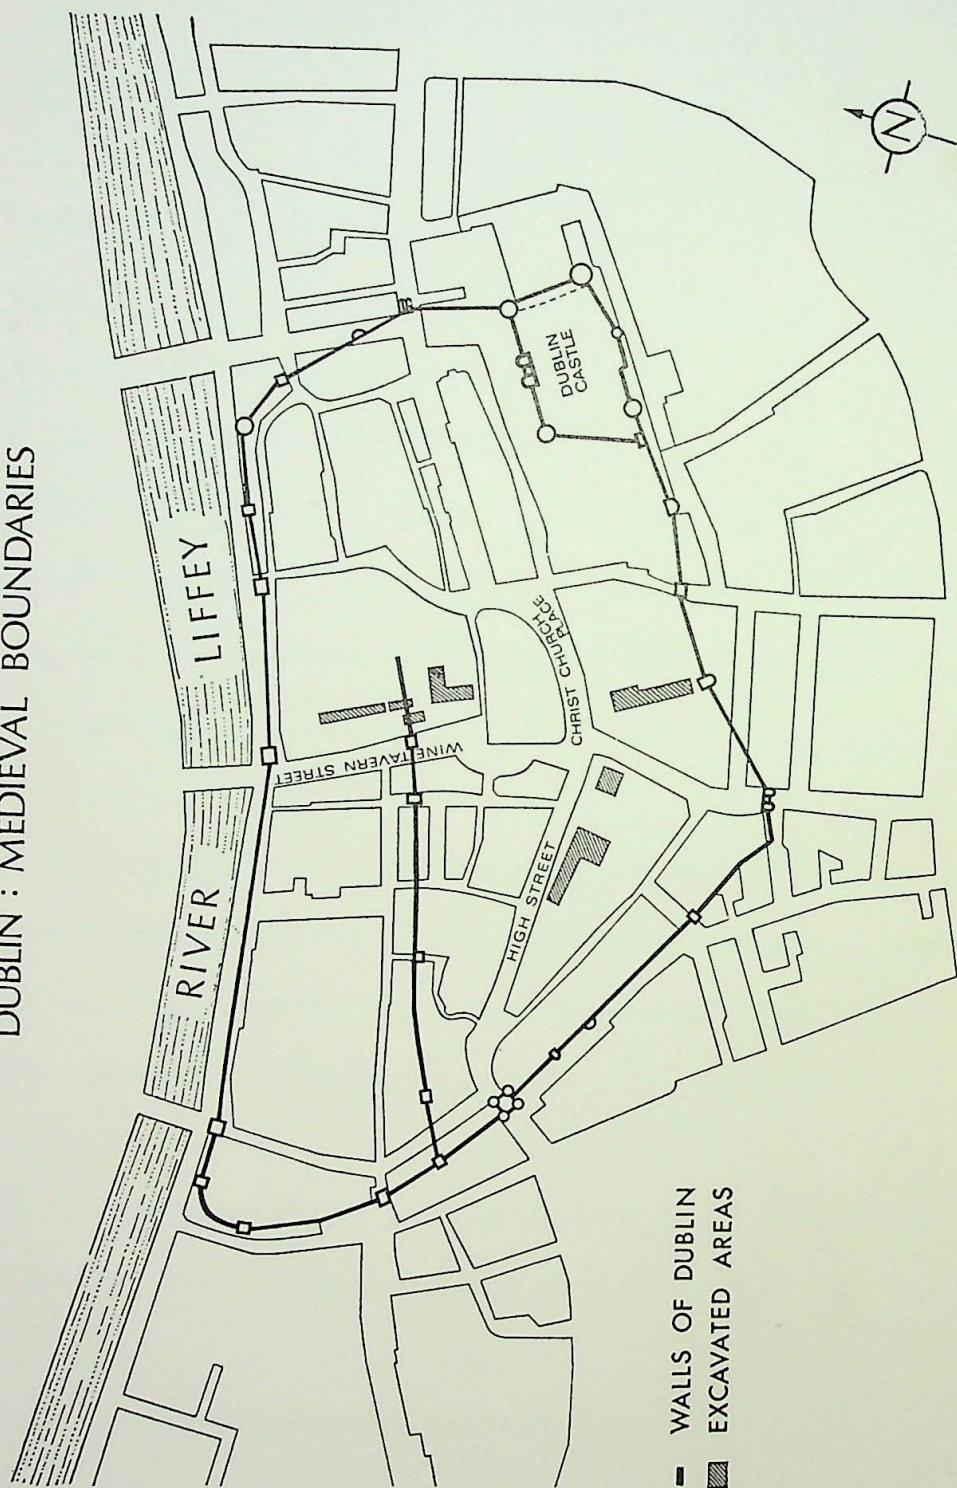 DUBLIN : MEDIEVAL BOUNDARIES
RIVER LIFFEY
WINETAVERN STREET
CHRIST CHURCH
PLACE
HIGH STREET
DUBLIN
CASTLE
N
WALLS OF DUBLIN
EXCAVATED AREAS